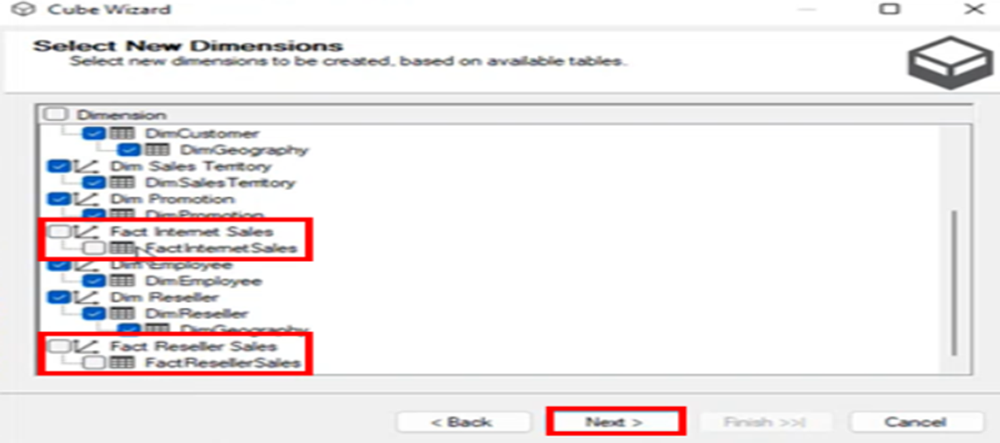 Cube Wizard
Select New Dimensions
Select new dimensions to be created, based on available tables.
Dimension
DimCustomer
DimGeography
Dim Sales Territory
DimSalesTerritory
Dim Promotion
DimPromotion
Fact Internet Sales
FactInternetSales
Dim Employee
DimEmployee
Dim Reseller
DimReseller
DimGeography
Fact Reseller Sales
FactResellerSales
< Back Next > Finish >>| Cancel